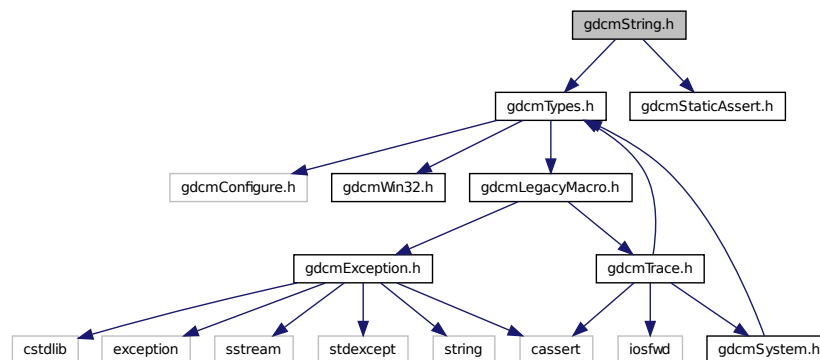 gdcmString.h
gdcmTypes.h
gdcmStaticAssert.h
gdcmConfigure.h
gdcmWin32.h
gdcmLegacyMacro.h
gdcmException.h
gdcmTrace.h
cstdlib
exception
sstream
stdexcept
string
cassert
iosfwd
gdcmSystem.h